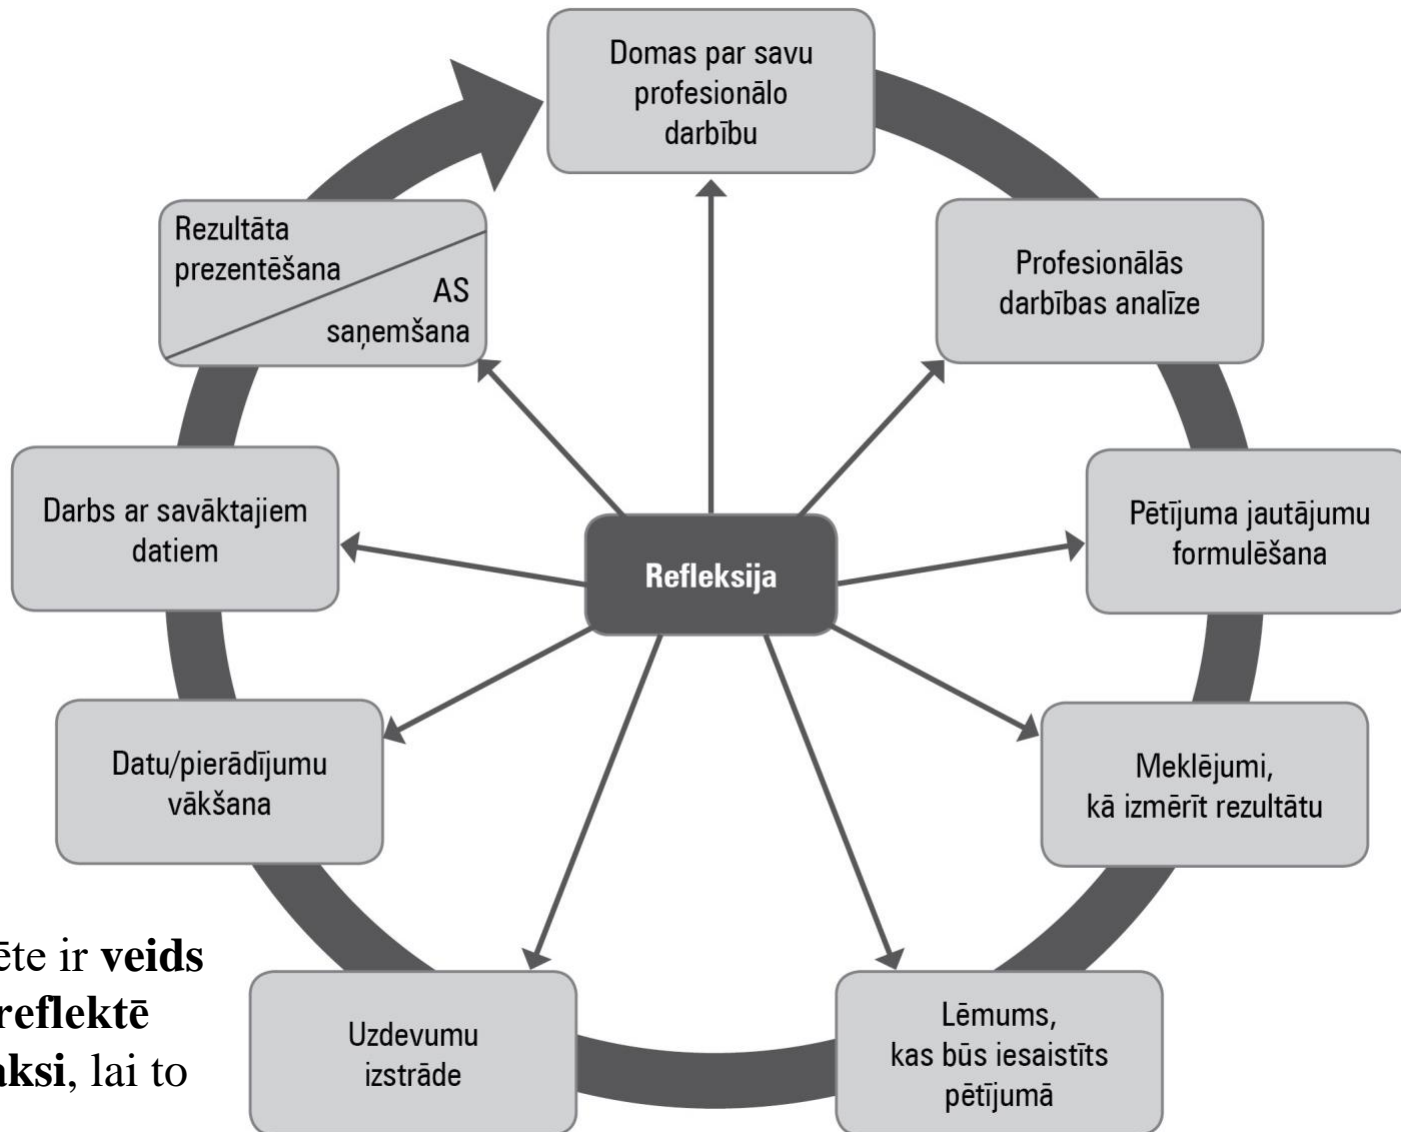 Domas par savu
profesionālo
darbību
Profesionālās
darbības analīze
Pētījuma jautājumu
formulēšana
Meklējumi,
kā izmērīt rezultātu
Lēmums,
kas būs iesaistīts
pētījumā
Uzdevumu
izstrāde
Datu/pierādījumu
vākšana
Darbs ar savāktajiem
datiem
Rezultāta
prezentēšana
AS
saņemšana
Refleksija
ēte ir veids
reflektē
aksi, lai to